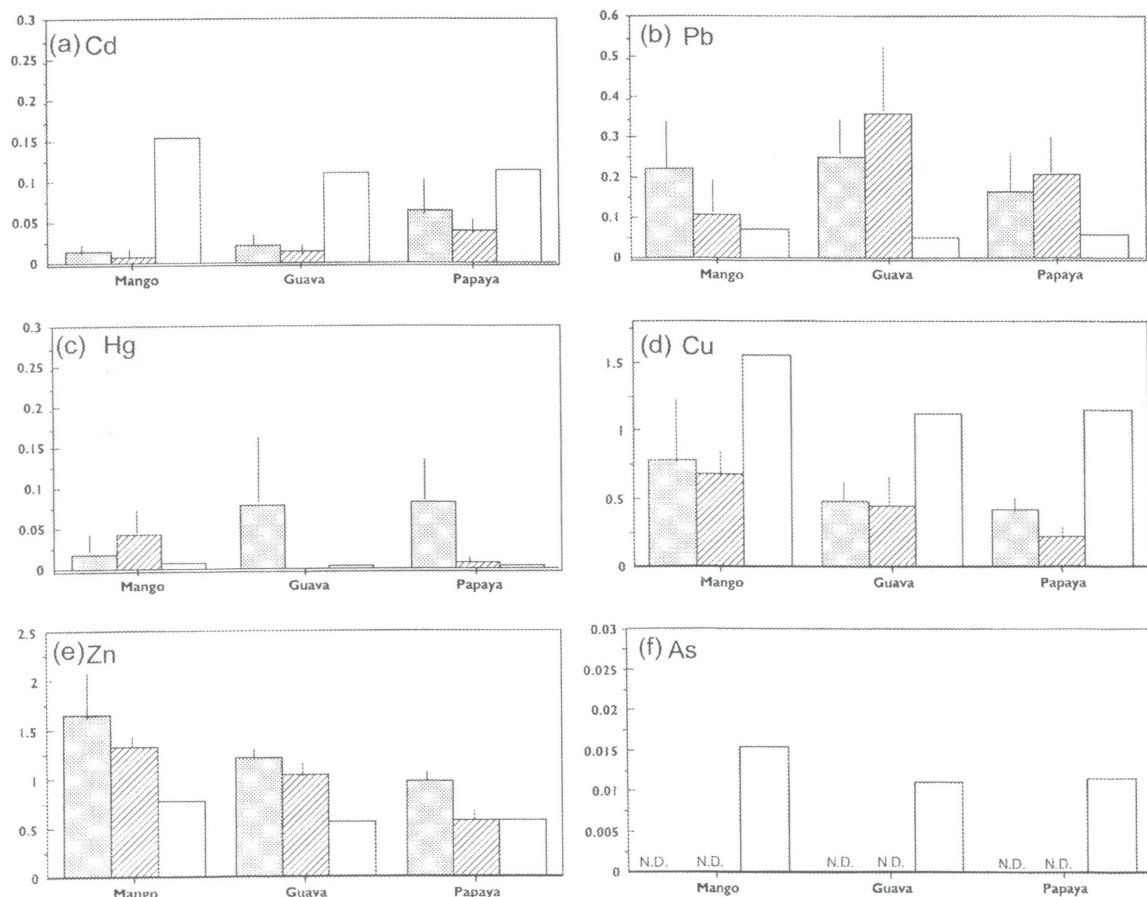 (a) Cd
0.3
0.25
0.2
0.15
0.1
0.05
0
Mango Guava Papaya
(b) Pb
0.6
0.5
0.4
0.3
0.2
0.1
0
Mango Guava Papaya
(c) Hg
0.3
0.25
0.2
0.15
0.1
0.05
0
Mango Guava Papaya
(d) Cu
1.5
1
0.5
0
Mango Guava Papaya
(e) Zn
2.5
2
1.5
1
0.5
0
Mango Guava Papaya
(f) As
0.03
0.025
0.02
0.015
0.01
0.005
0
N.D. N.D. N.D. N.D. N.D. N.D.
Mango Guava Papaya